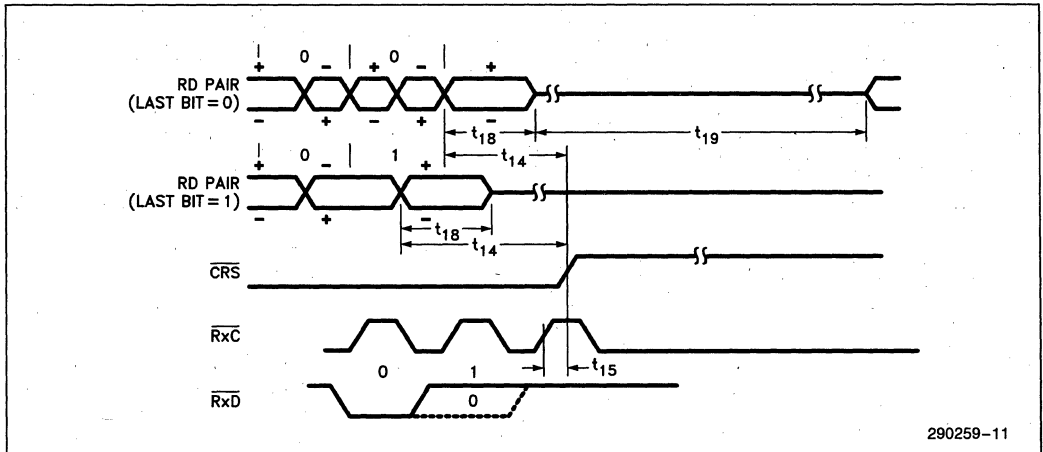 0 0
+ - + - +
RD PAIR
(LAST BIT = 0)
- + - + -
t18 t19
t14
0 1
+ - +
RD PAIR
(LAST BIT = 1)
- + -
t18
t14
CRS
RxC
t15
0 1
RxD
0
290259-11